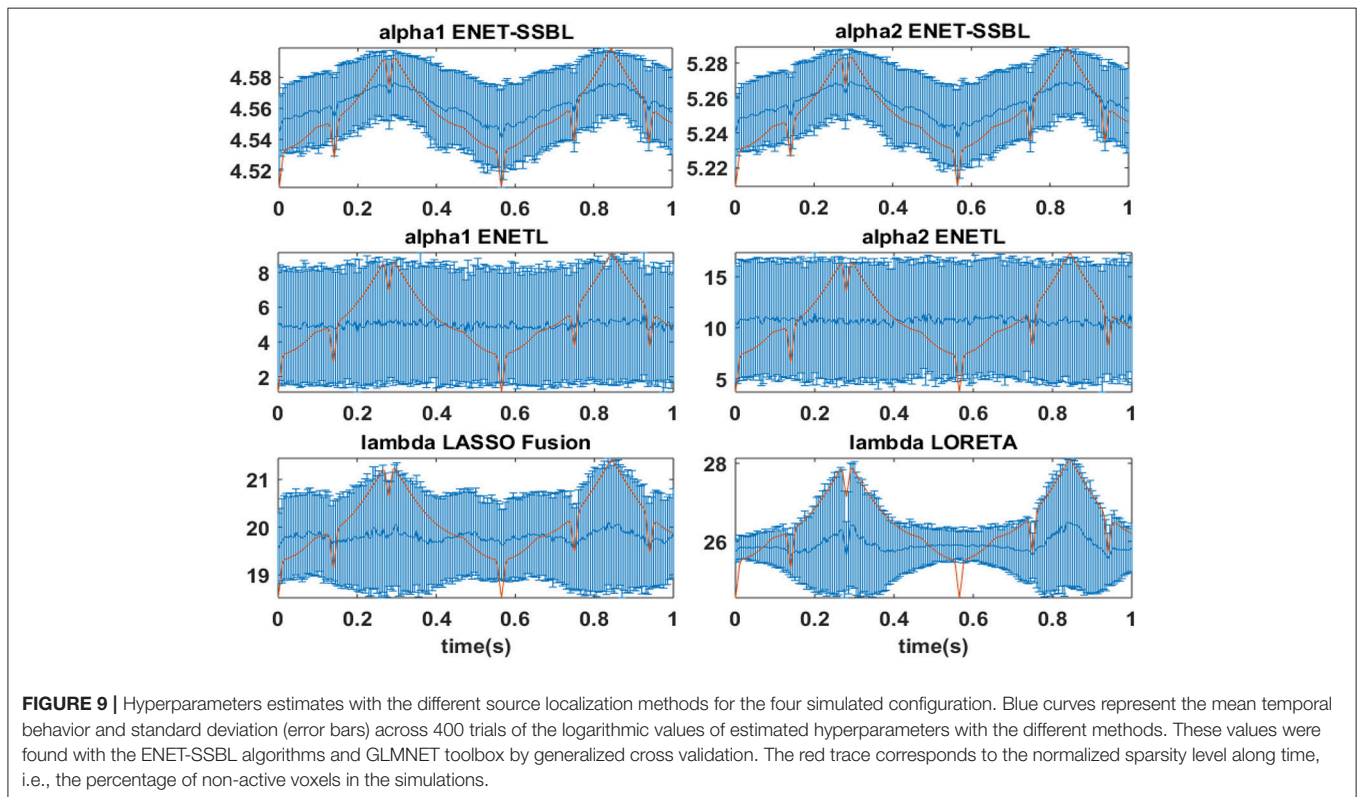 alpha1 ENET-SSBL
4.58
4.56
4.54
4.52
0 0.2 0.4 0.6 0.8 1
alpha2 ENET-SSBL
5.28
5.26
5.24
5.22
0 0.2 0.4 0.6 0.8 1
alpha1 ENETL
8
6
4
2
0 0.2 0.4 0.6 0.8 1
alpha2 ENETL
15
10
5
0 0.2 0.4 0.6 0.8 1
lambda LASSO Fusion
21
20
19
0 0.2 0.4 0.6 0.8 1
time(s)
lambda LORETA
28
26
0 0.2 0.4 0.6 0.8 1
time(s)
FIGURE 9 | Hyperparameters estimates with the different source localization methods for the four simulated configuration. Blue curves represent the mean temporal
behavior and standard deviation (error bars) across 400 trials of the logarithmic values of estimated hyperparameters with the different methods. These values were
found with the ENET-SSBL algorithms and GLMNET toolbox by generalized cross validation. The red trace corresponds to the normalized sparsity level along time,
i.e., the percentage of non-active voxels in the simulations.